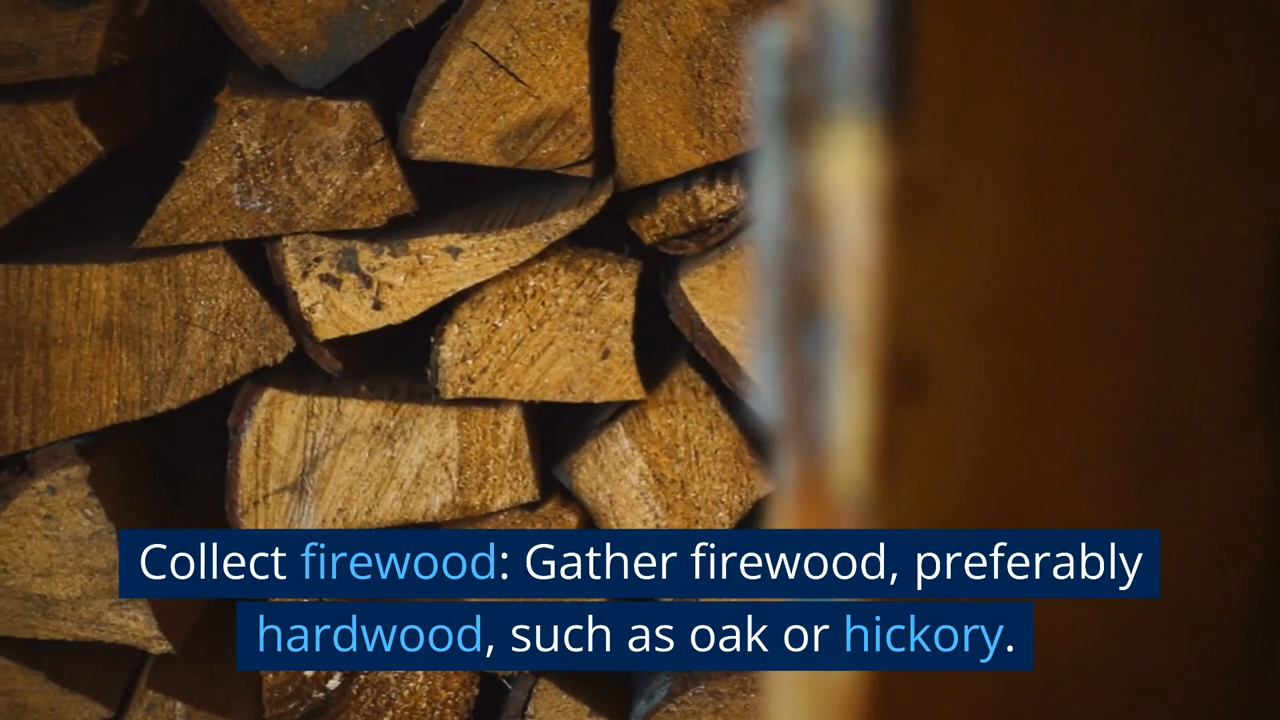 Collect firewood: Gather firewood, preferably
hardwood, such as oak or hickory.